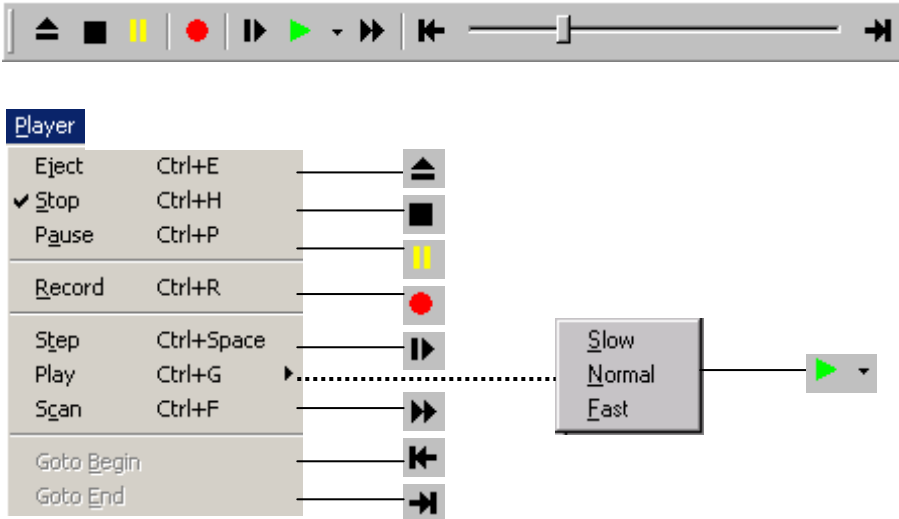 Player
Eject Ctrl+E
Stop Ctrl+H
Pause Ctrl+P
Record Ctrl+R
Step Ctrl+Space
Play Ctrl+G
Scan Ctrl+F
Goto Begin
Goto End
Slow
Normal
Fast